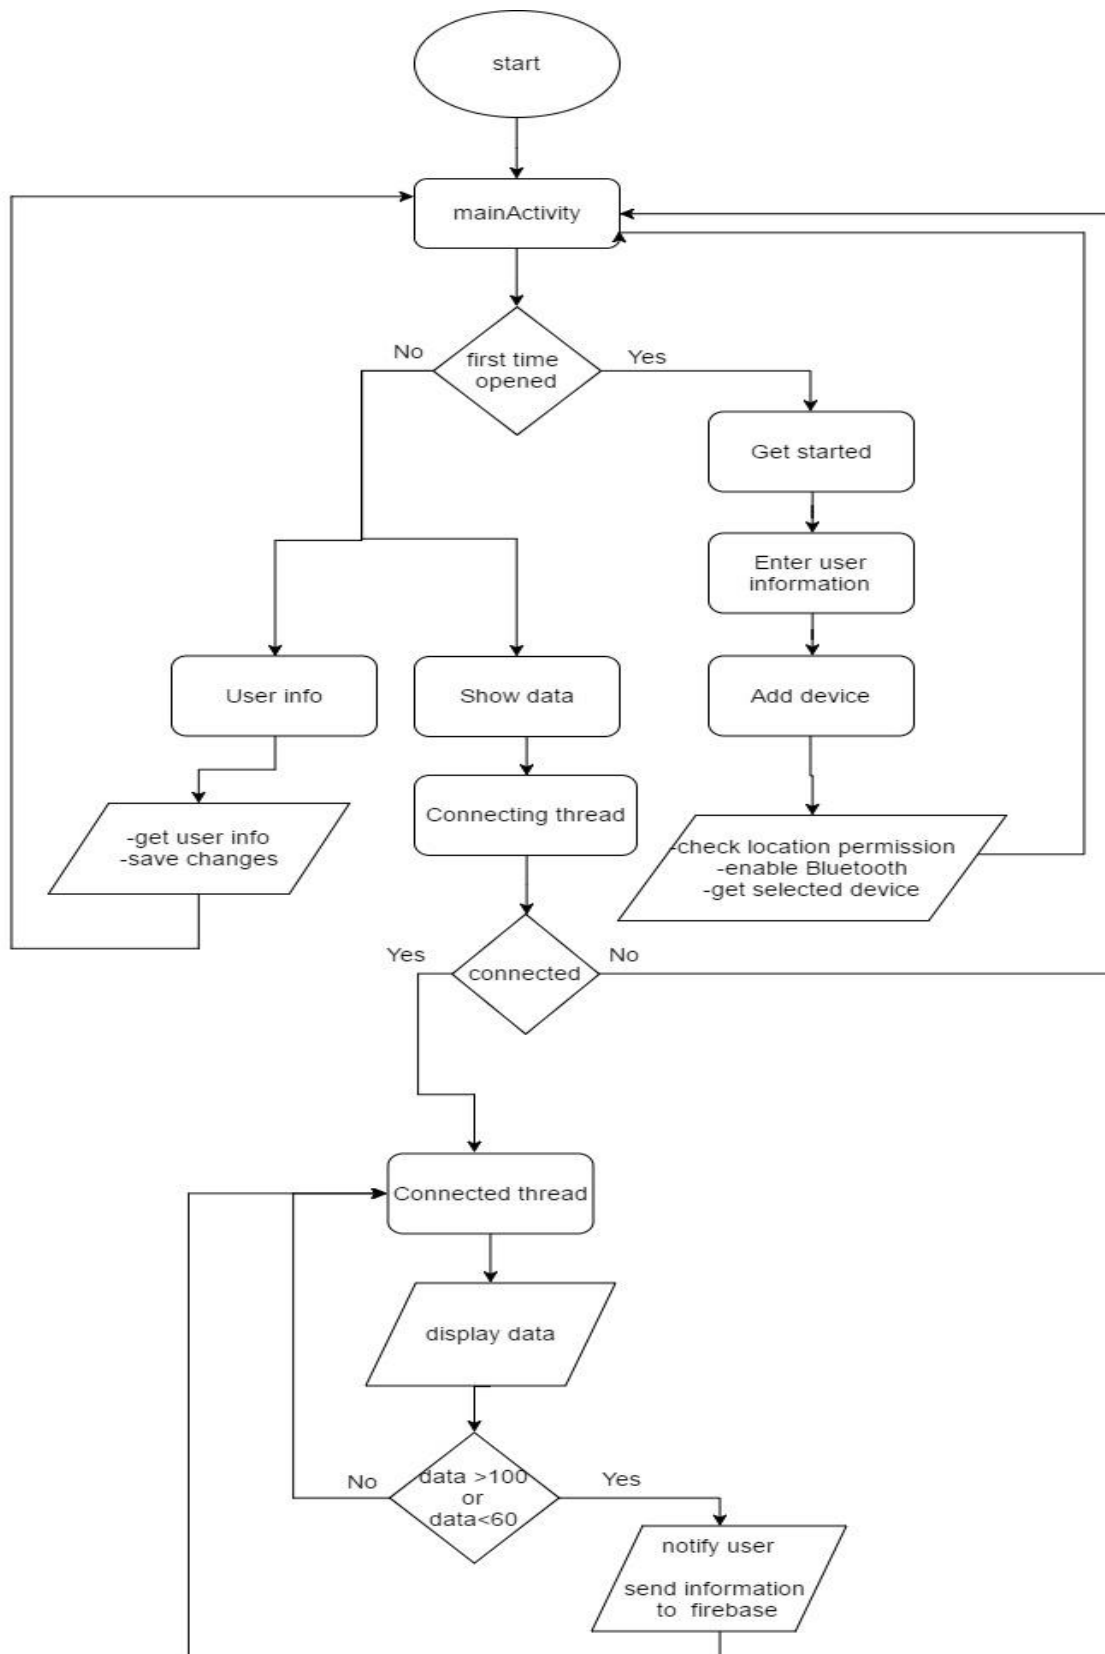 start
mainActivity
No
first time
opened
Yes
Get started
Enter user
information
User info
Show data
Add device
Connecting thread
-get user info
-save changes
-check location permission
-enable Bluetooth
-get selected device
Yes
connected
No
Connected thread
display data
No
data >100
or
data<60
Yes
notify user
send information
to firebase